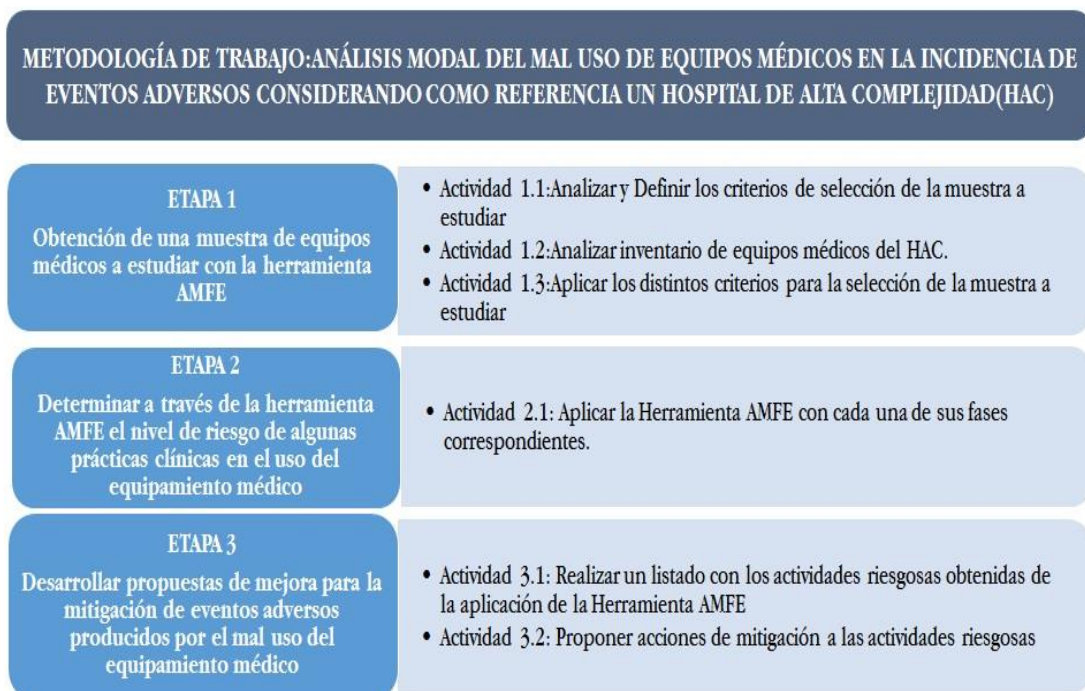 METODOLOGÍA DE TRABAJO:ANÁLISIS MODAL DEL MAL USO DE EQUIPOS MÉDICOS EN LA INCIDENCIA DE
EVENTOS ADVERSOS CONSIDERANDO COMO REFERENCIA UN HOSPITAL DE ALTA COMPLEJIDAD(HAC)
ETAPA 1
Obtención de una muestra de equipos
médicos a estudiar con la herramienta
AMFE
• Actividad 1.1:Analizar y Definir los criterios de selección de la muestra a
estudiar
• Actividad 1.2:Analizar inventario de equipos médicos del HAC.
• Actividad 1.3:Aplicar los distintos criterios para la selección de la muestra a
estudiar
ETAPA 2
Determinar a través de la herramienta
AMFE el nivel de riesgo de algunas
prácticas clínicas en el uso del
equipamiento médico
• Actividad 2.1: Aplicar la Herramienta AMFE con cada una de sus fases
correspondientes.
ETAPA 3
Desarrollar propuestas de mejora para la
mitigación de eventos adversos
producidos por el mal uso del
equipamiento médico
• Actividad 3.1: Realizar un listado con los actividades riesgosas obtenidas de
la aplicación de la Herramienta AMFE
• Actividad 3.2: Proponer acciones de mitigación a las actividades riesgosas